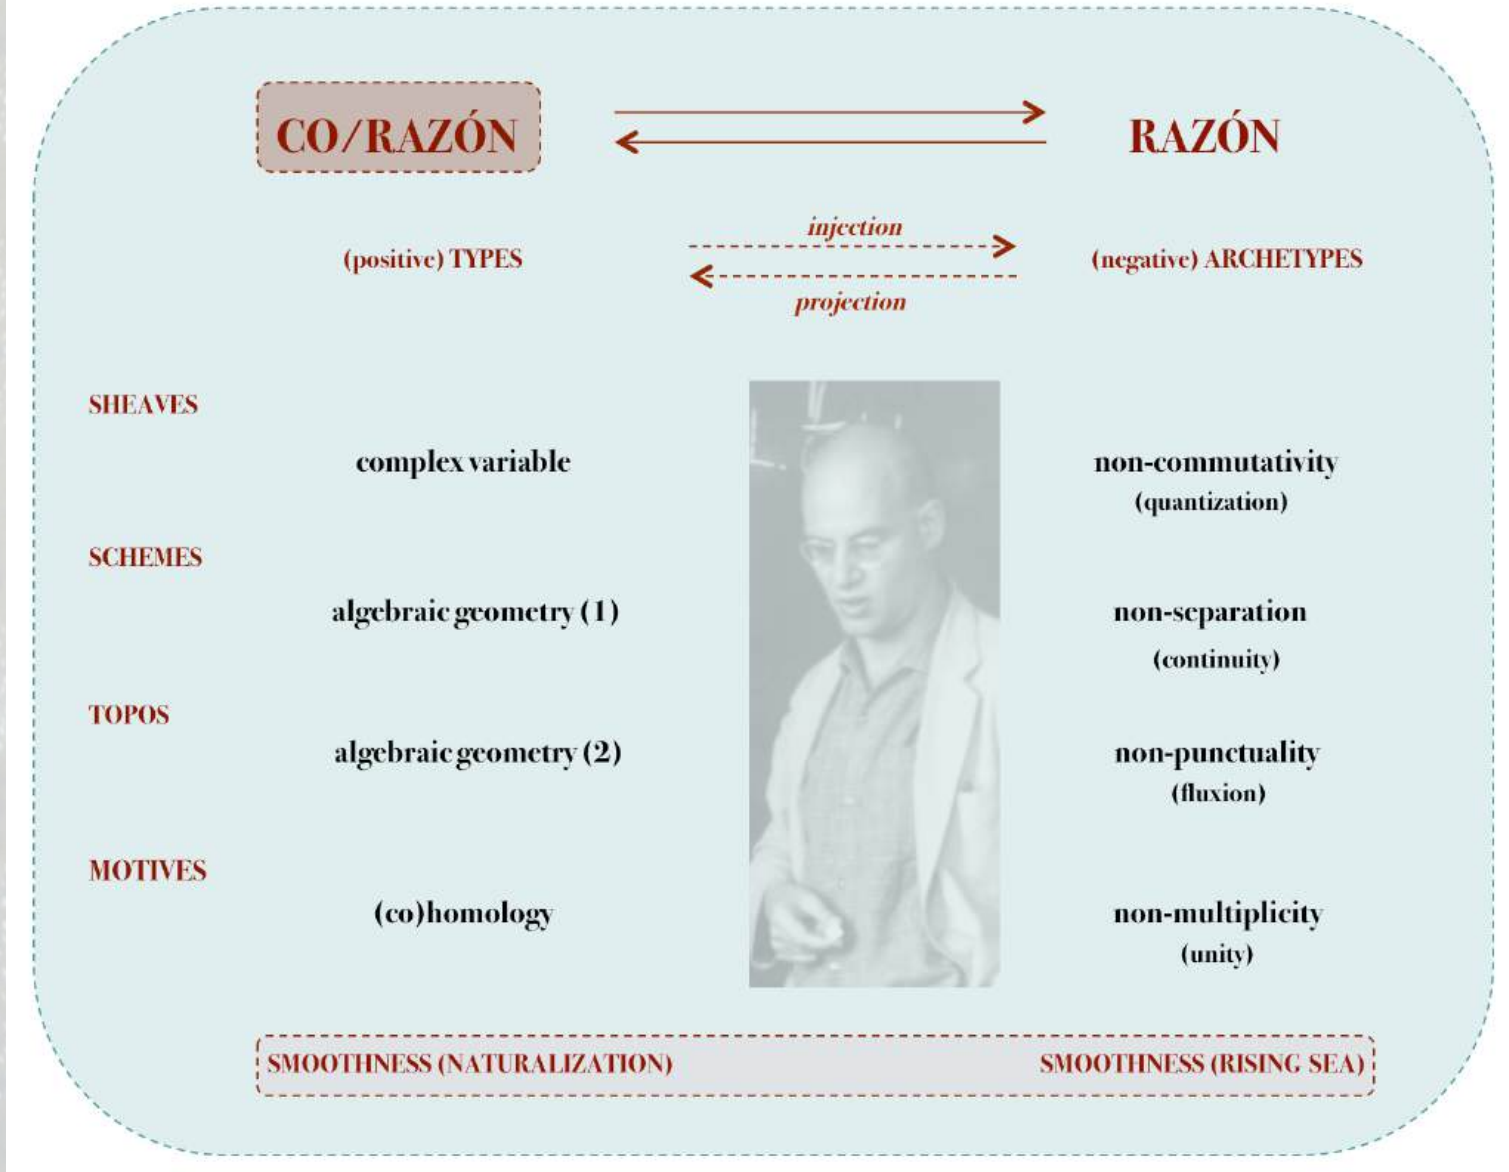 CO/RAZÓN
RAZÓN
injection
(positive) TYPES
(negative) ARCHETYPES
projection
SHEAVES
complex variable
non-commutativity
(quantization)
SCHEMES
algebraic geometry (1)
non-separation
(continuity)
TOPOS
algebraic geometry (2)
non-punctuality
(fluxion)
MOTIVES
(co)homology
non-multiplicity
(unity)
SMOOTHNESS (NATURALIZATION)
SMOOTHNESS (RISING SEA)